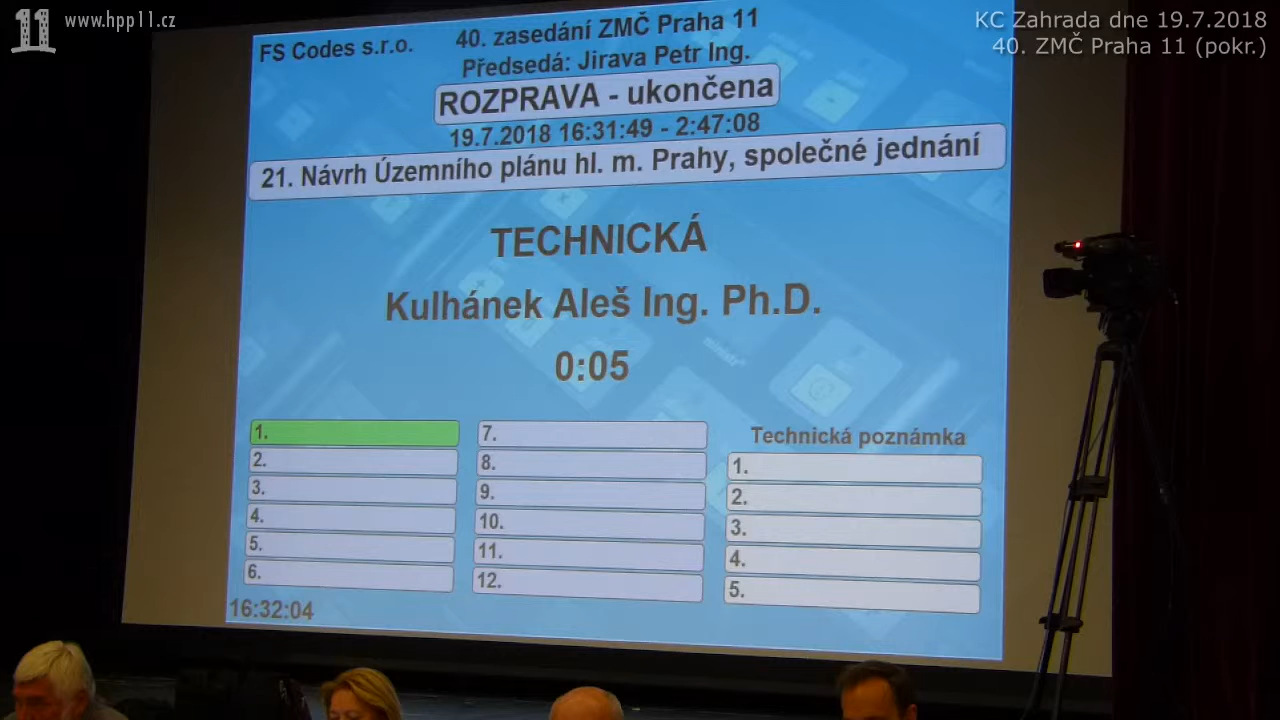 11 www.hpp11.cz
KC Zahrada dne 19.7.2018
40. ZMČ Praha 11 (pokr.)
FS Codes s.r.o.
40. zasedání ZMČ Praha 11
Předsedá: Jirava Petr Ing.
ROZPRAVA - ukončena
19.7.2018 16:31:49 - 2:47:08
21. Návrh Územního plánu hl. m. Prahy, společné jednání
TECHNICKÁ
Kulhánek Aleš Ing. Ph.D.
0:05
1.
2.
3.
4.
5.
6.
7.
8.
9.
10.
11.
12.
Technická poznámka
1.
2.
3.
4.
5.
16:32:04